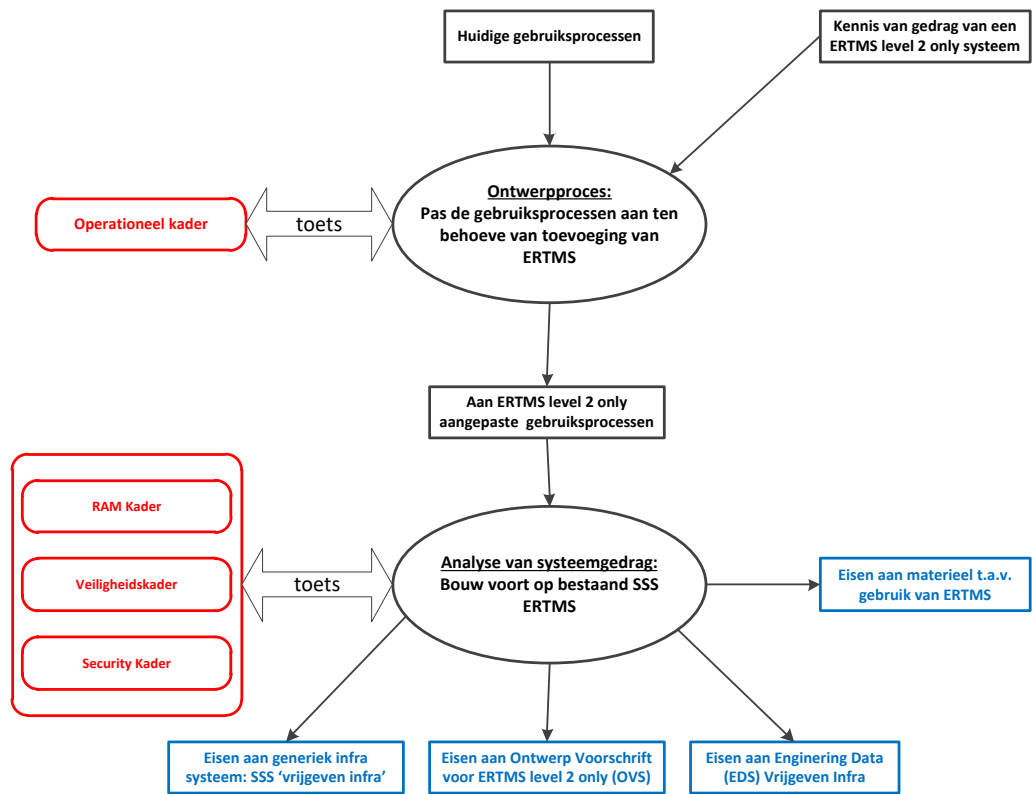 Huidige gebruiksprocessen
Kennis van gedrag van een
ERTMS level 2 only systeem
Ontwerpproces:
Pas de gebruiksprocessen aan ten
behoeve van toevoeging van
ERTMS
Operationeel kader
toets
Aan ERTMS level 2 only
aangepaste gebruiksprocessen
RAM Kader
Veiligheidskader
Security Kader
toets
Analyse van systeemgedrag:
Bouw voort op bestaand SSS
ERTMS
Eisen aan materieel t.a.v.
gebruik van ERTMS
Eisen aan generiek infra
systeem: SSS ‘vrijgeven infra’
Eisen aan Ontwerp Voorschrift
voor ERTMS level 2 only (OVS)
Eisen aan Enginering Data
(EDS) Vrijgeven Infra